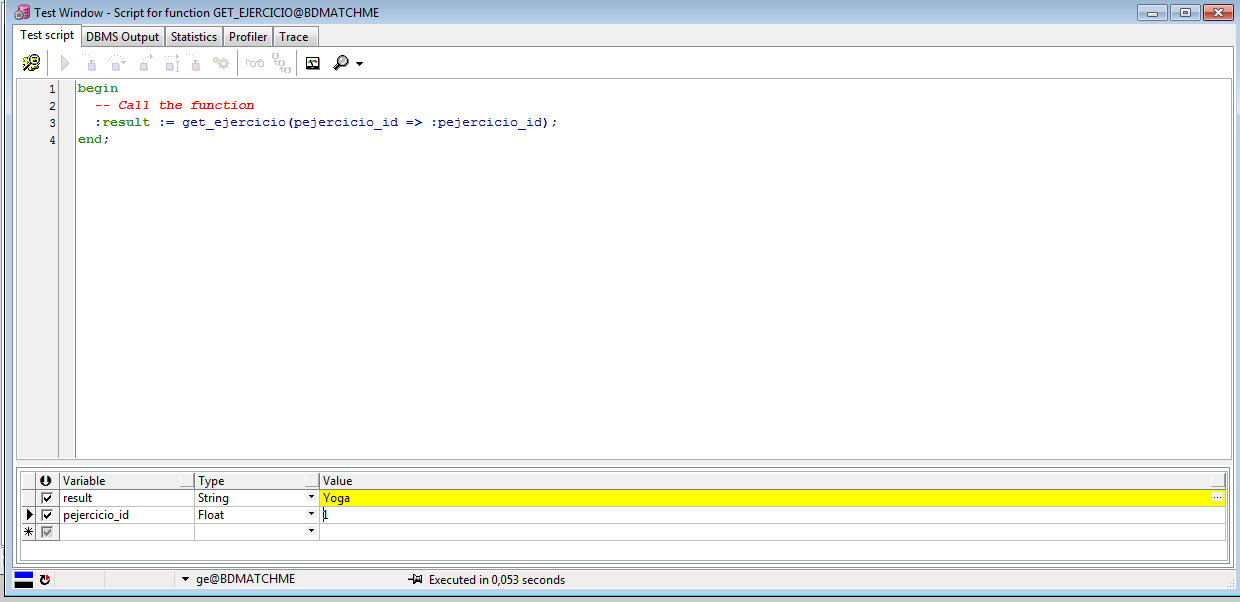 Test Window - Script for function GET_EJERCICIO@BDMATCHME
Test script DBMS Output Statistics Profiler Trace
1 begin
2 -- Call the function
3 :result := get_ejercicio(pejercicio_id => :pejercicio_id);
4 end;
Variable Type Value
result String Yoga
pejercicio_id Float 1
ge@BDMATCHME Executed in 0,053 seconds